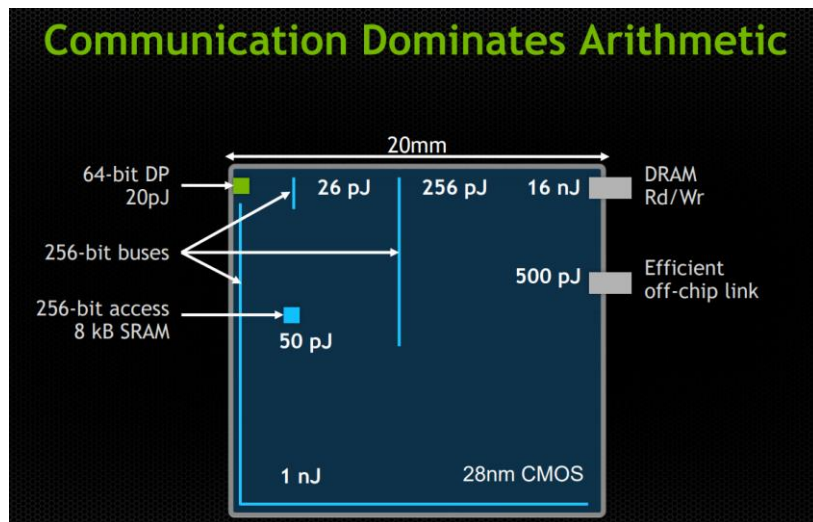 Communication Dominates Arithmetic
20mm
64-bit DP
20pJ
26 pJ
256 pJ
16 nJ
DRAM
Rd/Wr
256-bit buses
500 pJ
Efficient
off-chip link
256-bit access
8 kB SRAM
50 pJ
1 nJ
28nm CMOS